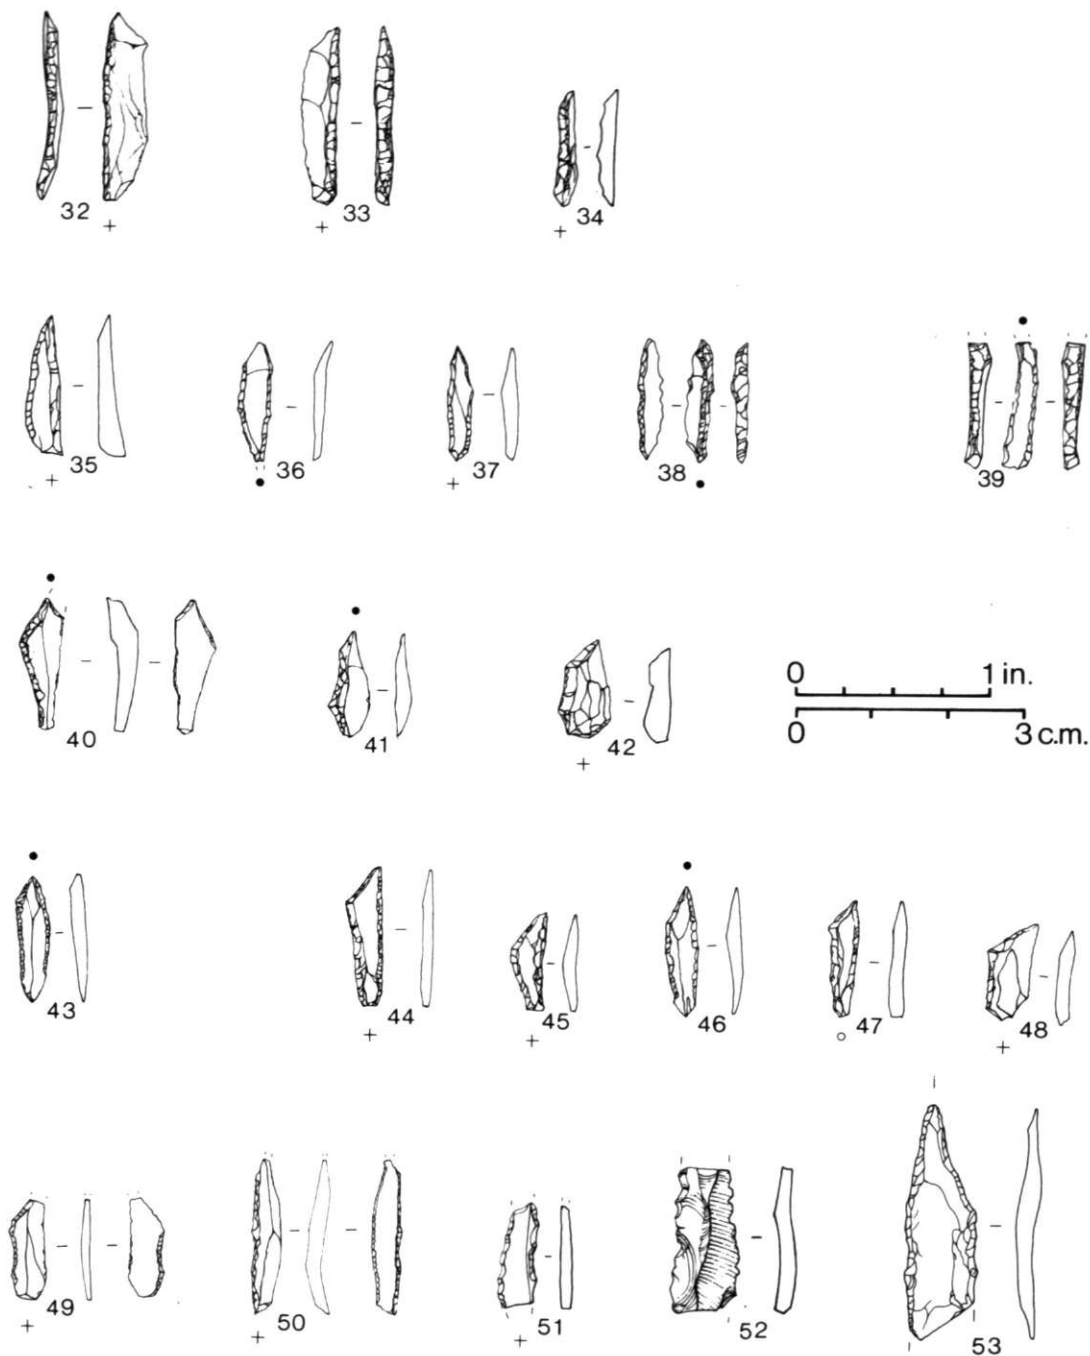 32 + + 33 + 34
+ 35 36 + 37 38 39
40 41 + 42
0 1 in.
0 3 c.m.
43 + 44 + 45 46 47 + 48
+ 49 + 50 + 51 52 53